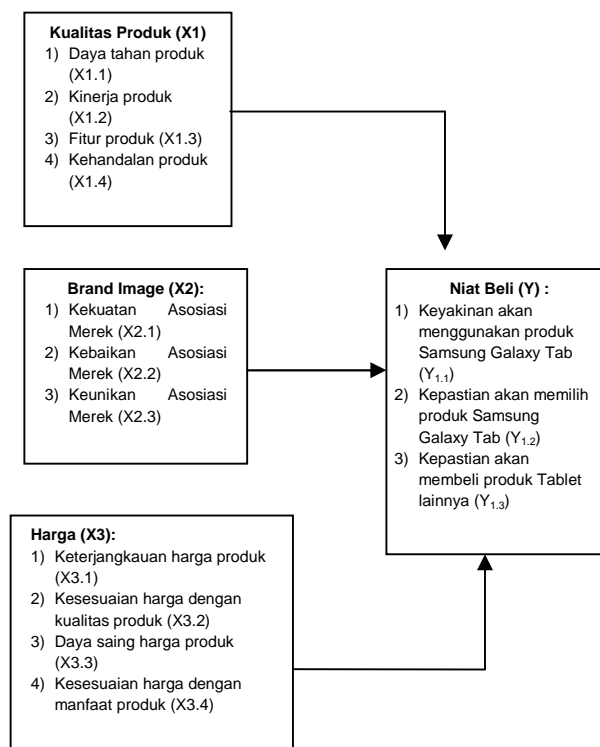 Kualitas Produk (X1)
1) Daya tahan produk
(X1.1)
2) Kinerja produk
(X1.2)
3) Fitur produk (X1.3)
4) Kehandalan produk
(X1.4)
Brand Image (X2):
1) Kekuatan Asosiasi
Merek (X2.1)
2) Kebaikan Asosiasi
Merek (X2.2)
3) Keunikan Asosiasi
Merek (X2.3)
Niat Beli (Y) :
1) Keyakinan akan
menggunakan produk
Samsung Galaxy Tab
(Y1.1)
2) Kepastian akan memilih
produk Samsung
Galaxy Tab (Y1.2)
3) Kepastian akan
membeli produk Tablet
lainnya (Y1.3)
Harga (X3):
1) Keterjangkauan harga produk
(X3.1)
2) Kesesuaian harga dengan
kualitas produk (X3.2)
3) Daya saing harga produk
(X3.3)
4) Kesesuaian harga dengan
manfaat produk (X3.4)